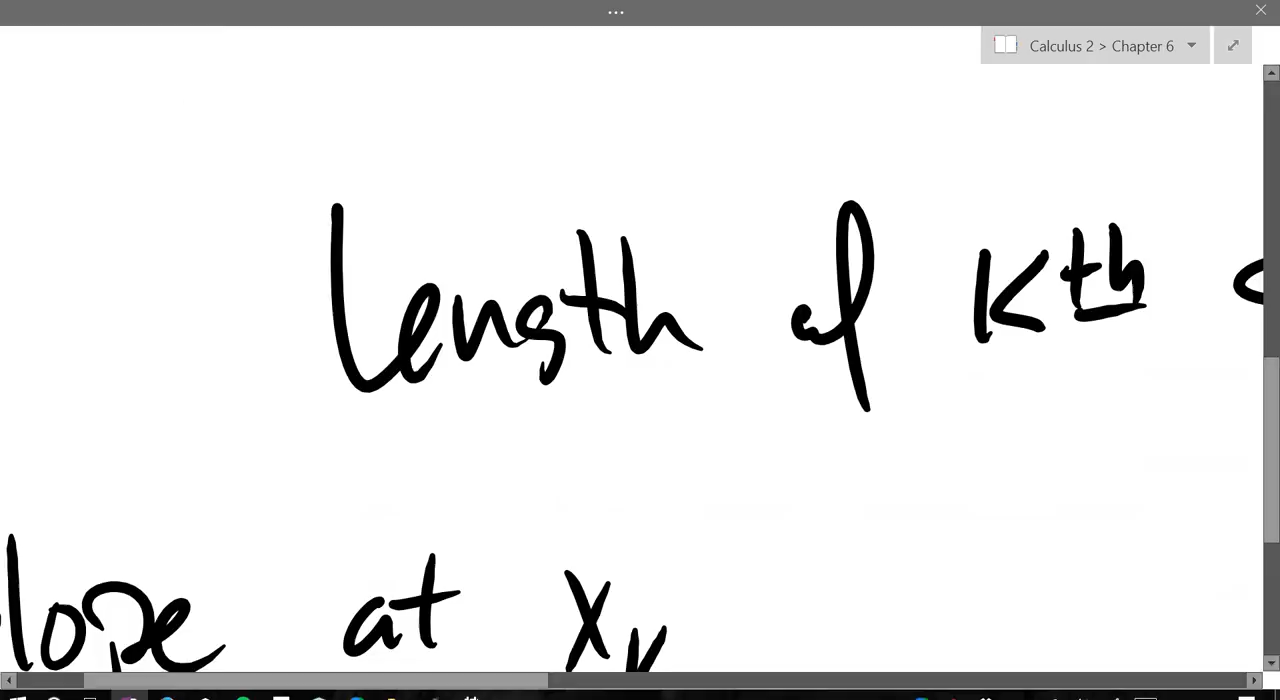 ...
Calculus 2 > Chapter 6
Length of Kth
lope at xk